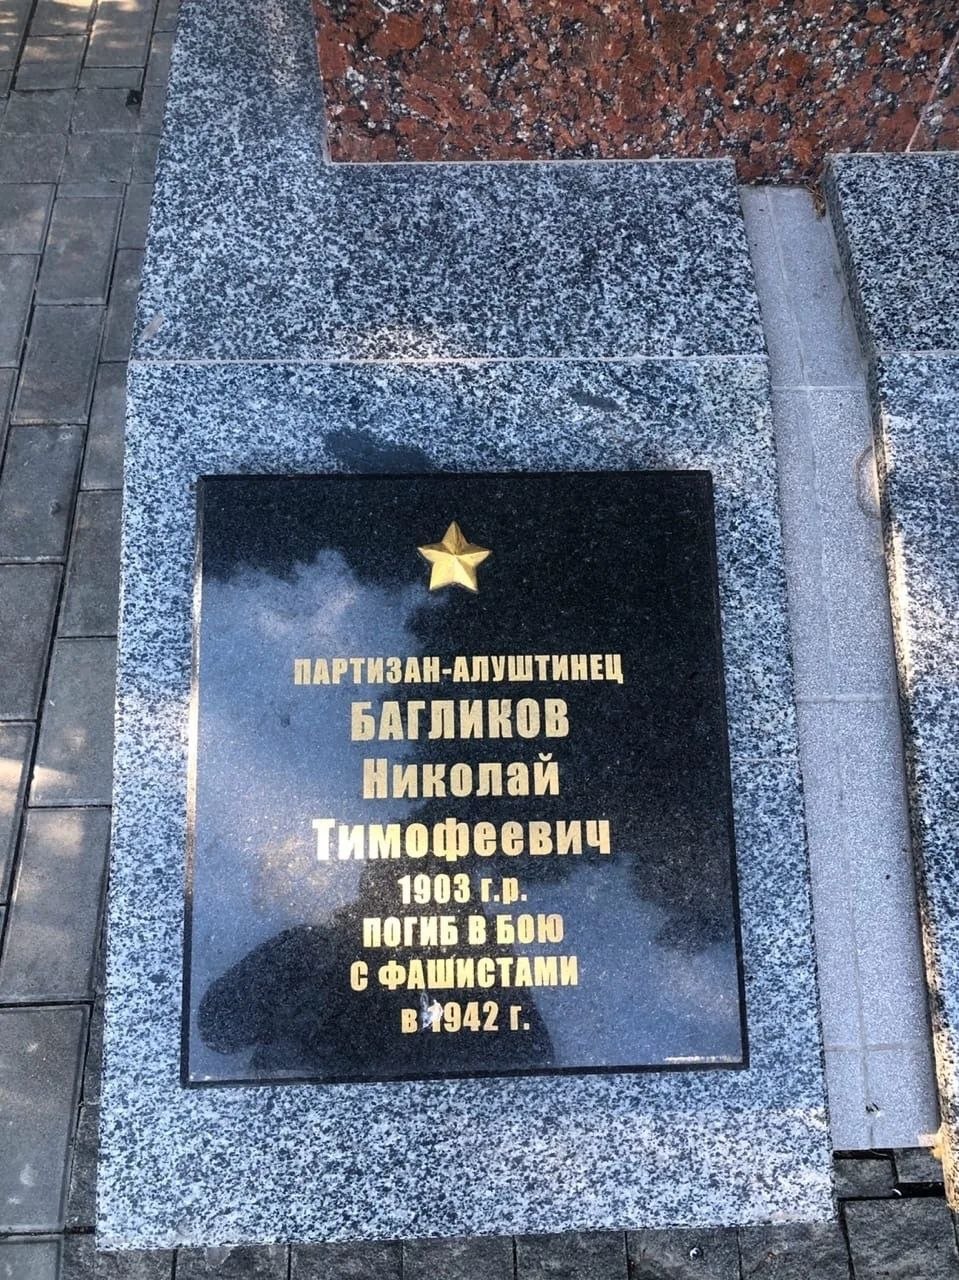 ПАРТИЗАН-АЛУШТИНЕЦ
БАГЛИКОВ
Николай
Тимофеевич
1903 г.р.
ПОГИБ В БОЮ
С ФАШИСТАМИ
в 1942 г.